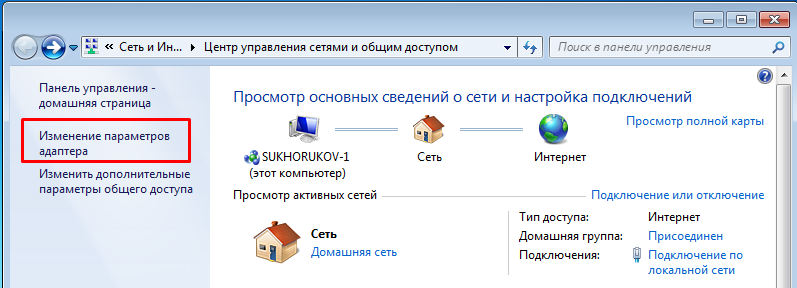 « Сеть и Ин... Центр управления сетями и общим доступом
Поиск в панели управления
Панель управления -
домашняя страница
Изменение параметров
адаптера
Изменить дополнительные
параметры общего доступа
Просмотр основных сведений о сети и настройка подключений
SUKHORUKOV-1
(этот компьютер)
Сеть
Интернет
Просмотр полной карты
Просмотр активных сетей
Подключение или отключение
Сеть
Домашняя сеть
Тип доступа: Интернет
Домашняя группа: Присоединен
Подключения: Подключение по
локальной сети